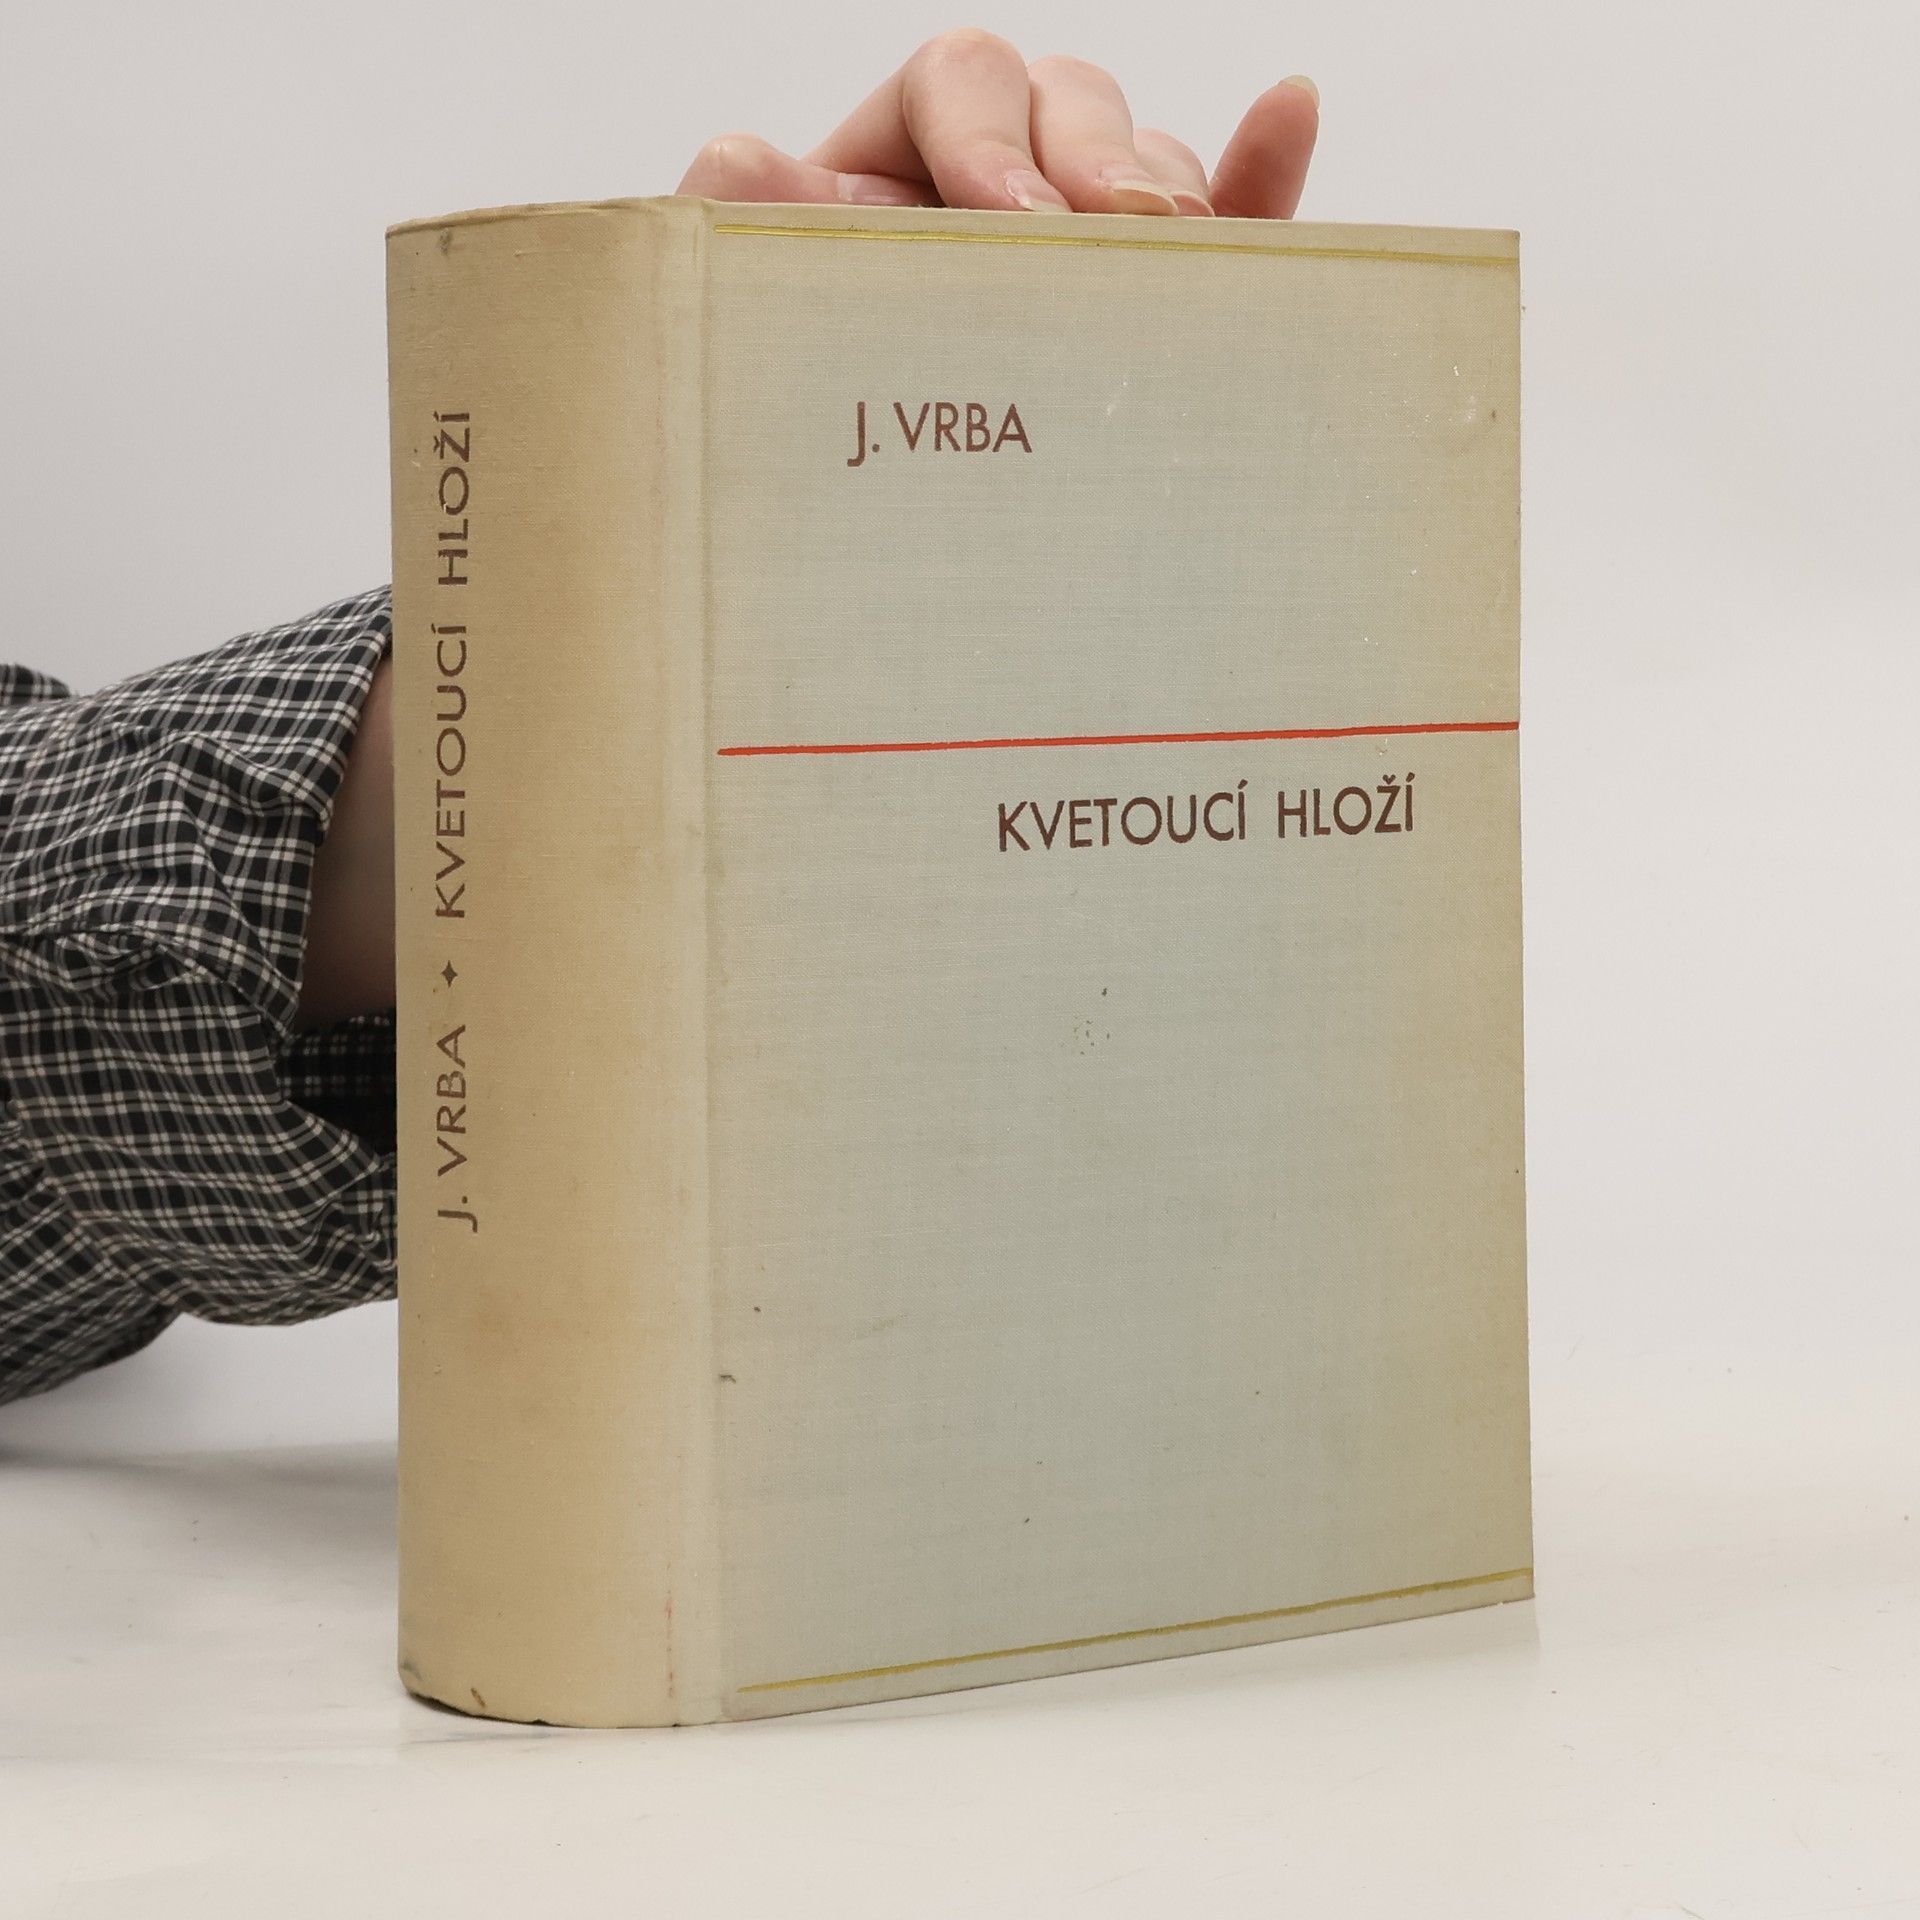 J. VRBA ✦ KVETOUCÍ HLOŽÍ
J. VRBA
KVETOUCÍ HLOŽÍ